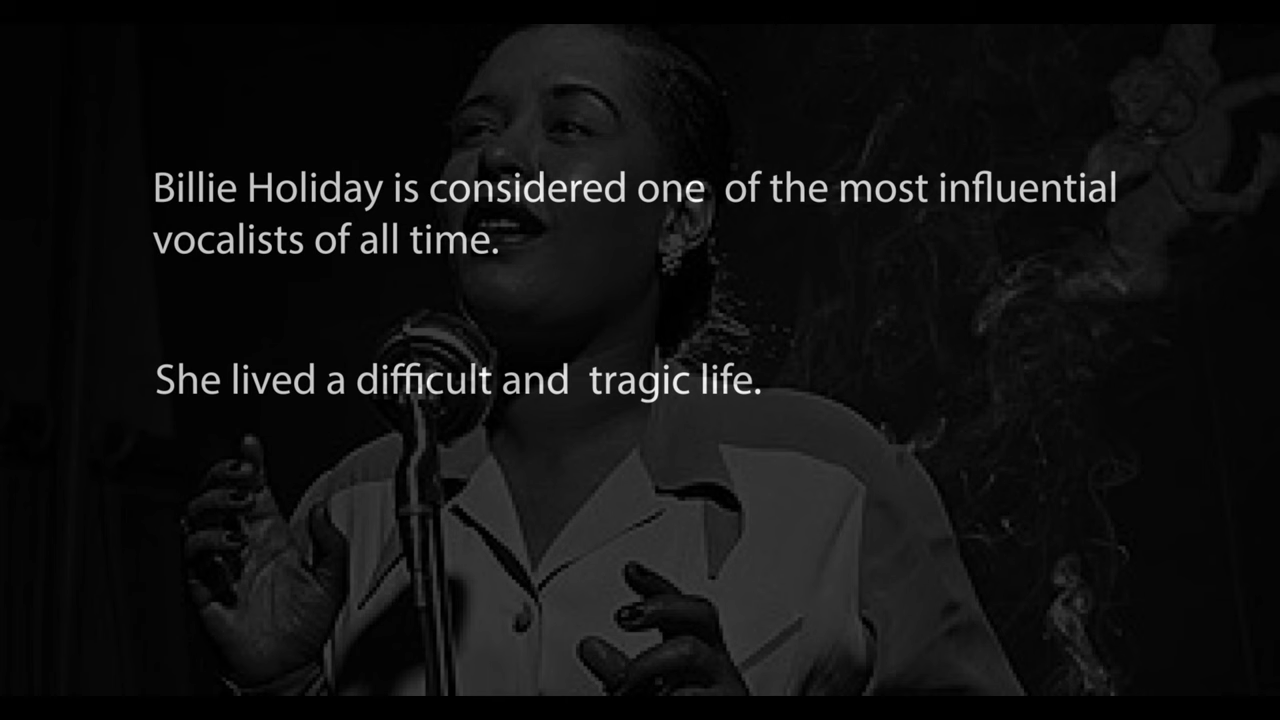 Billie Holiday is considered one  of the most influential
vocalists of all time.
She lived a difficult and  tragic life.